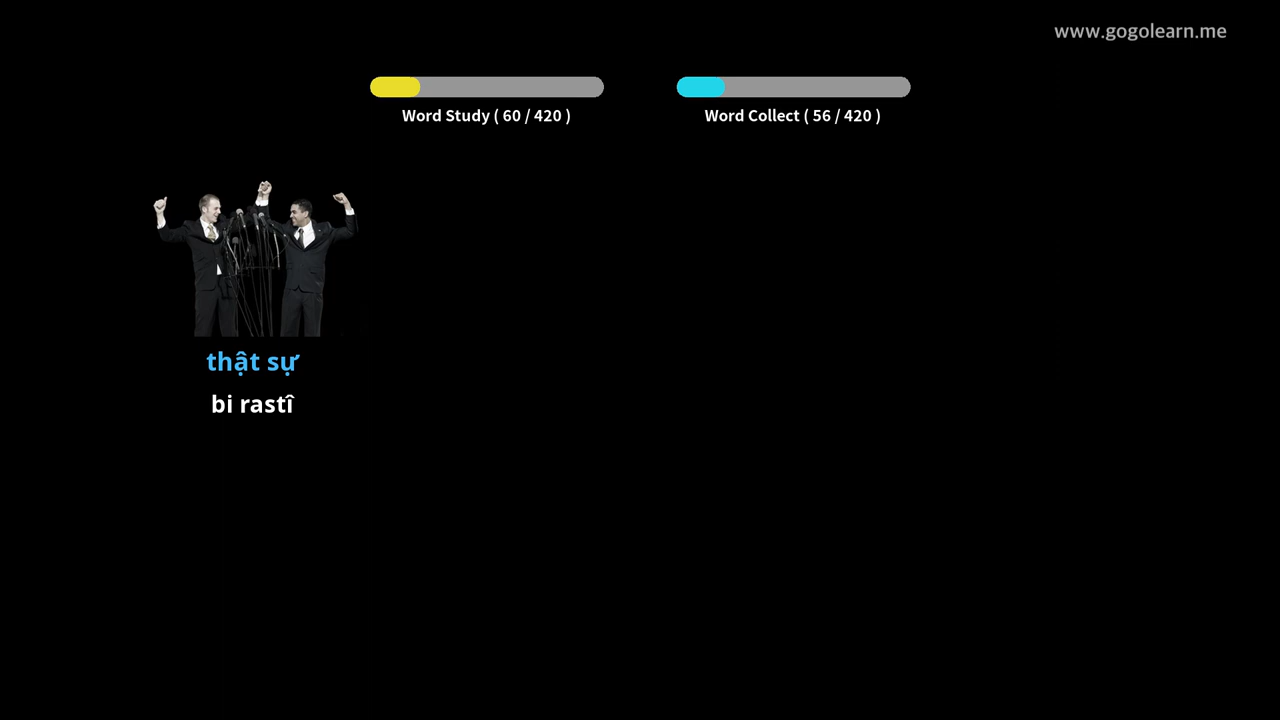 www.gogolearn.me
Word Study ( 60 / 420 )
Word Collect ( 56 / 420 )
thật sự
bi rastî